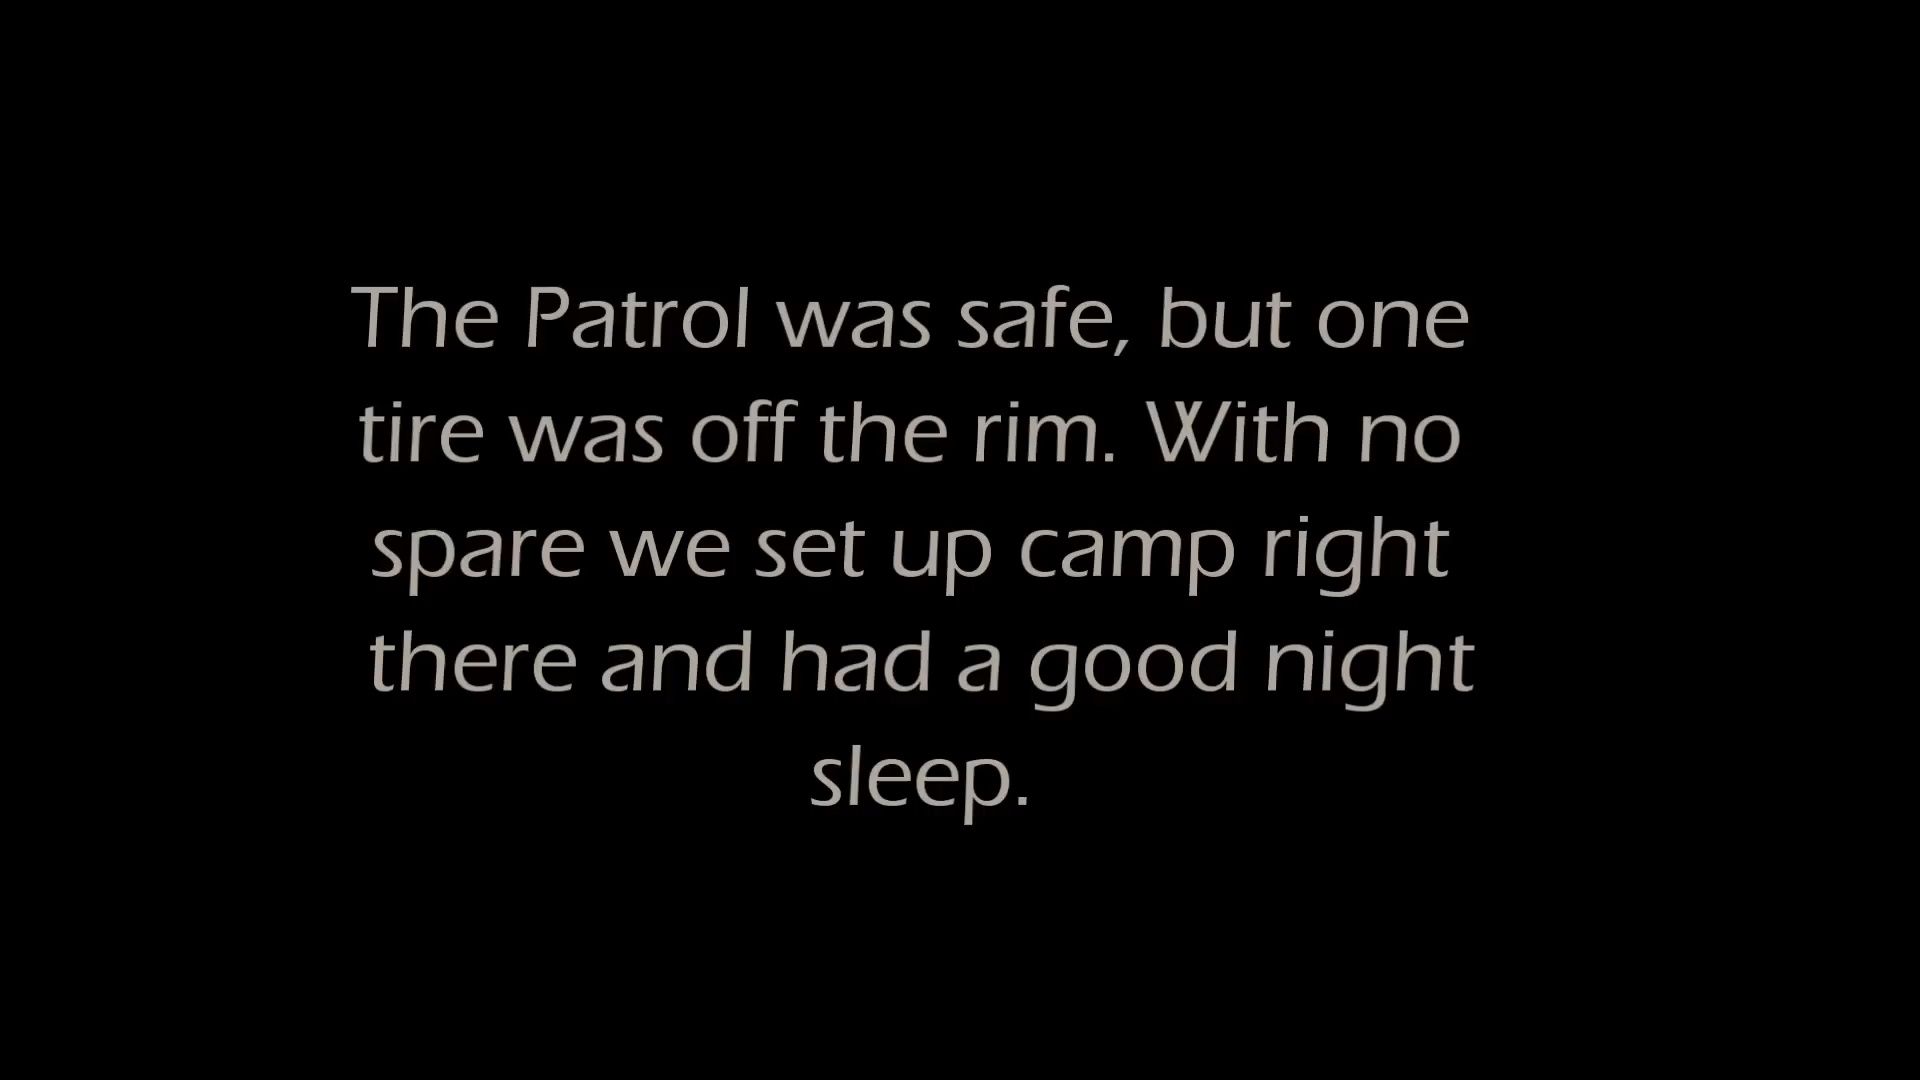 The Patrol was safe, but one
tire was off the rim. With no
spare we set up camp right
there and had a good night
sleep.